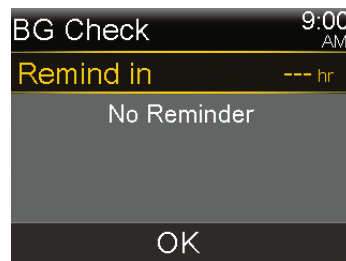 BG Check 9:00
AM
Remind in --- hr
No Reminder
OK